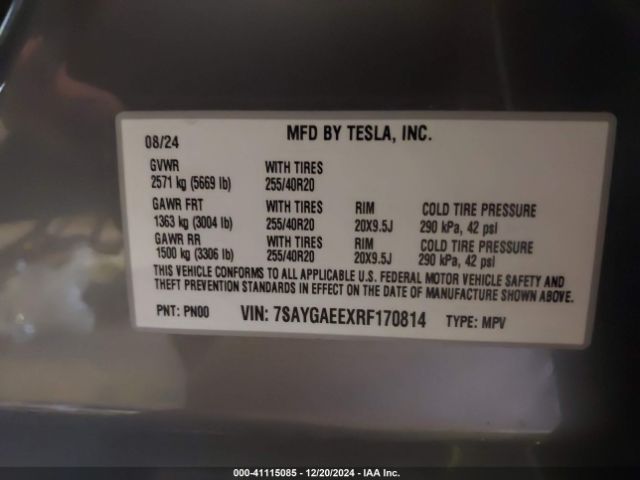 08/24 MFD BY TESLA, INC.
GVWR WITH TIRES
2571 kg (5669 lb) 255/40R20
GAWR FRT WITH TIRES RIM COLD TIRE PRESSURE
1363 kg (3004 lb) 255/40R20 20X9.5J 290 kPa, 42 psi
GAWR RR WITH TIRES RIM COLD TIRE PRESSURE
1500 kg (3306 lb) 255/40R20 20X9.5J 290 kPa, 42 psi
THIS VEHICLE CONFORMS TO ALL APPLICABLE U.S. FEDERAL MOTOR VEHICLE SAFETY AND
THEFT PREVENTION STANDARDS IN EFFECT ON THE DATE OF MANUFACTURE SHOWN ABOVE.
PNT: PN00 VIN: 7SAYGAEEXRF170814 TYPE: MPV
000-41115085 - 12/20/2024 - IAA Inc.